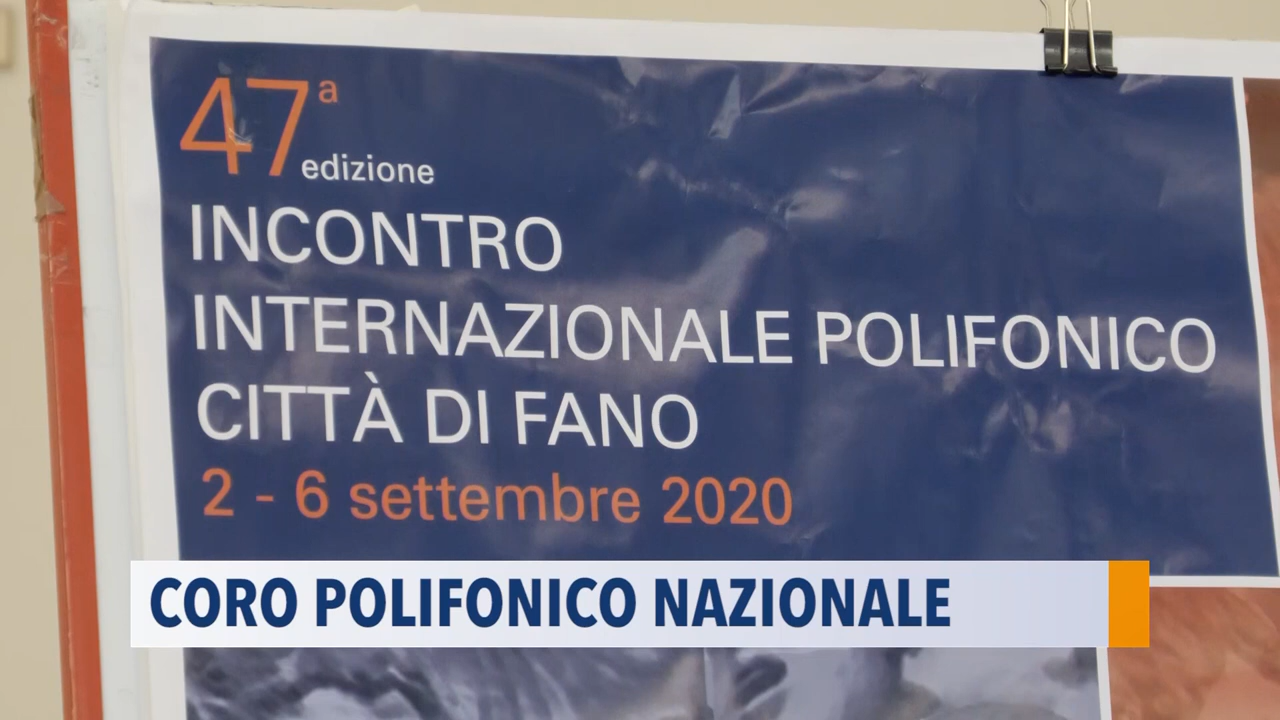 47ª
edizione
INCONTRO
INTERNAZIONALE POLIFONICO
CITTÀ DI FANO
2 - 6 settembre 2020
CORO POLIFONICO NAZIONALE